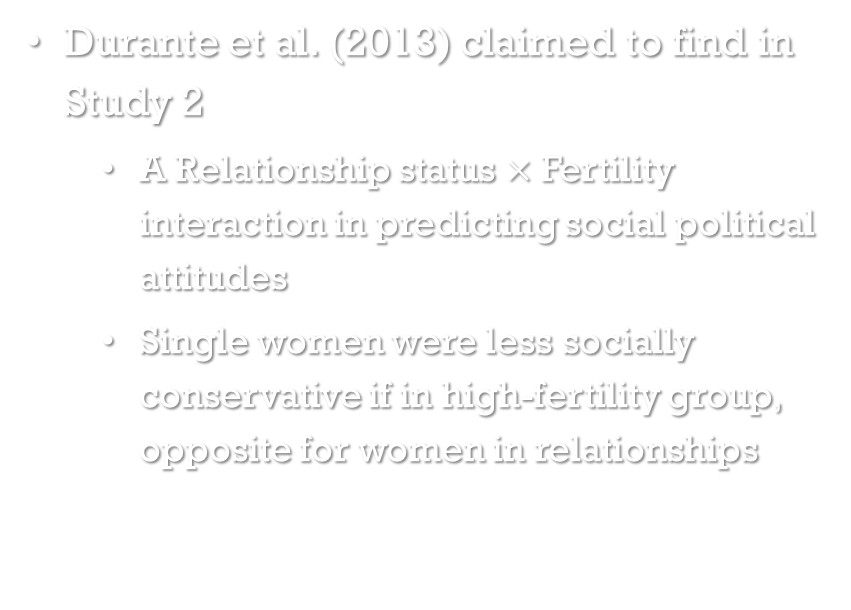 • Durante et al. (2013) claimed to find in
Study 2
• A Relationship status × Fertility
interaction in predicting social political
attitudes
• Single women were less socially
conservative if in high-fertility group,
opposite for women in relationships